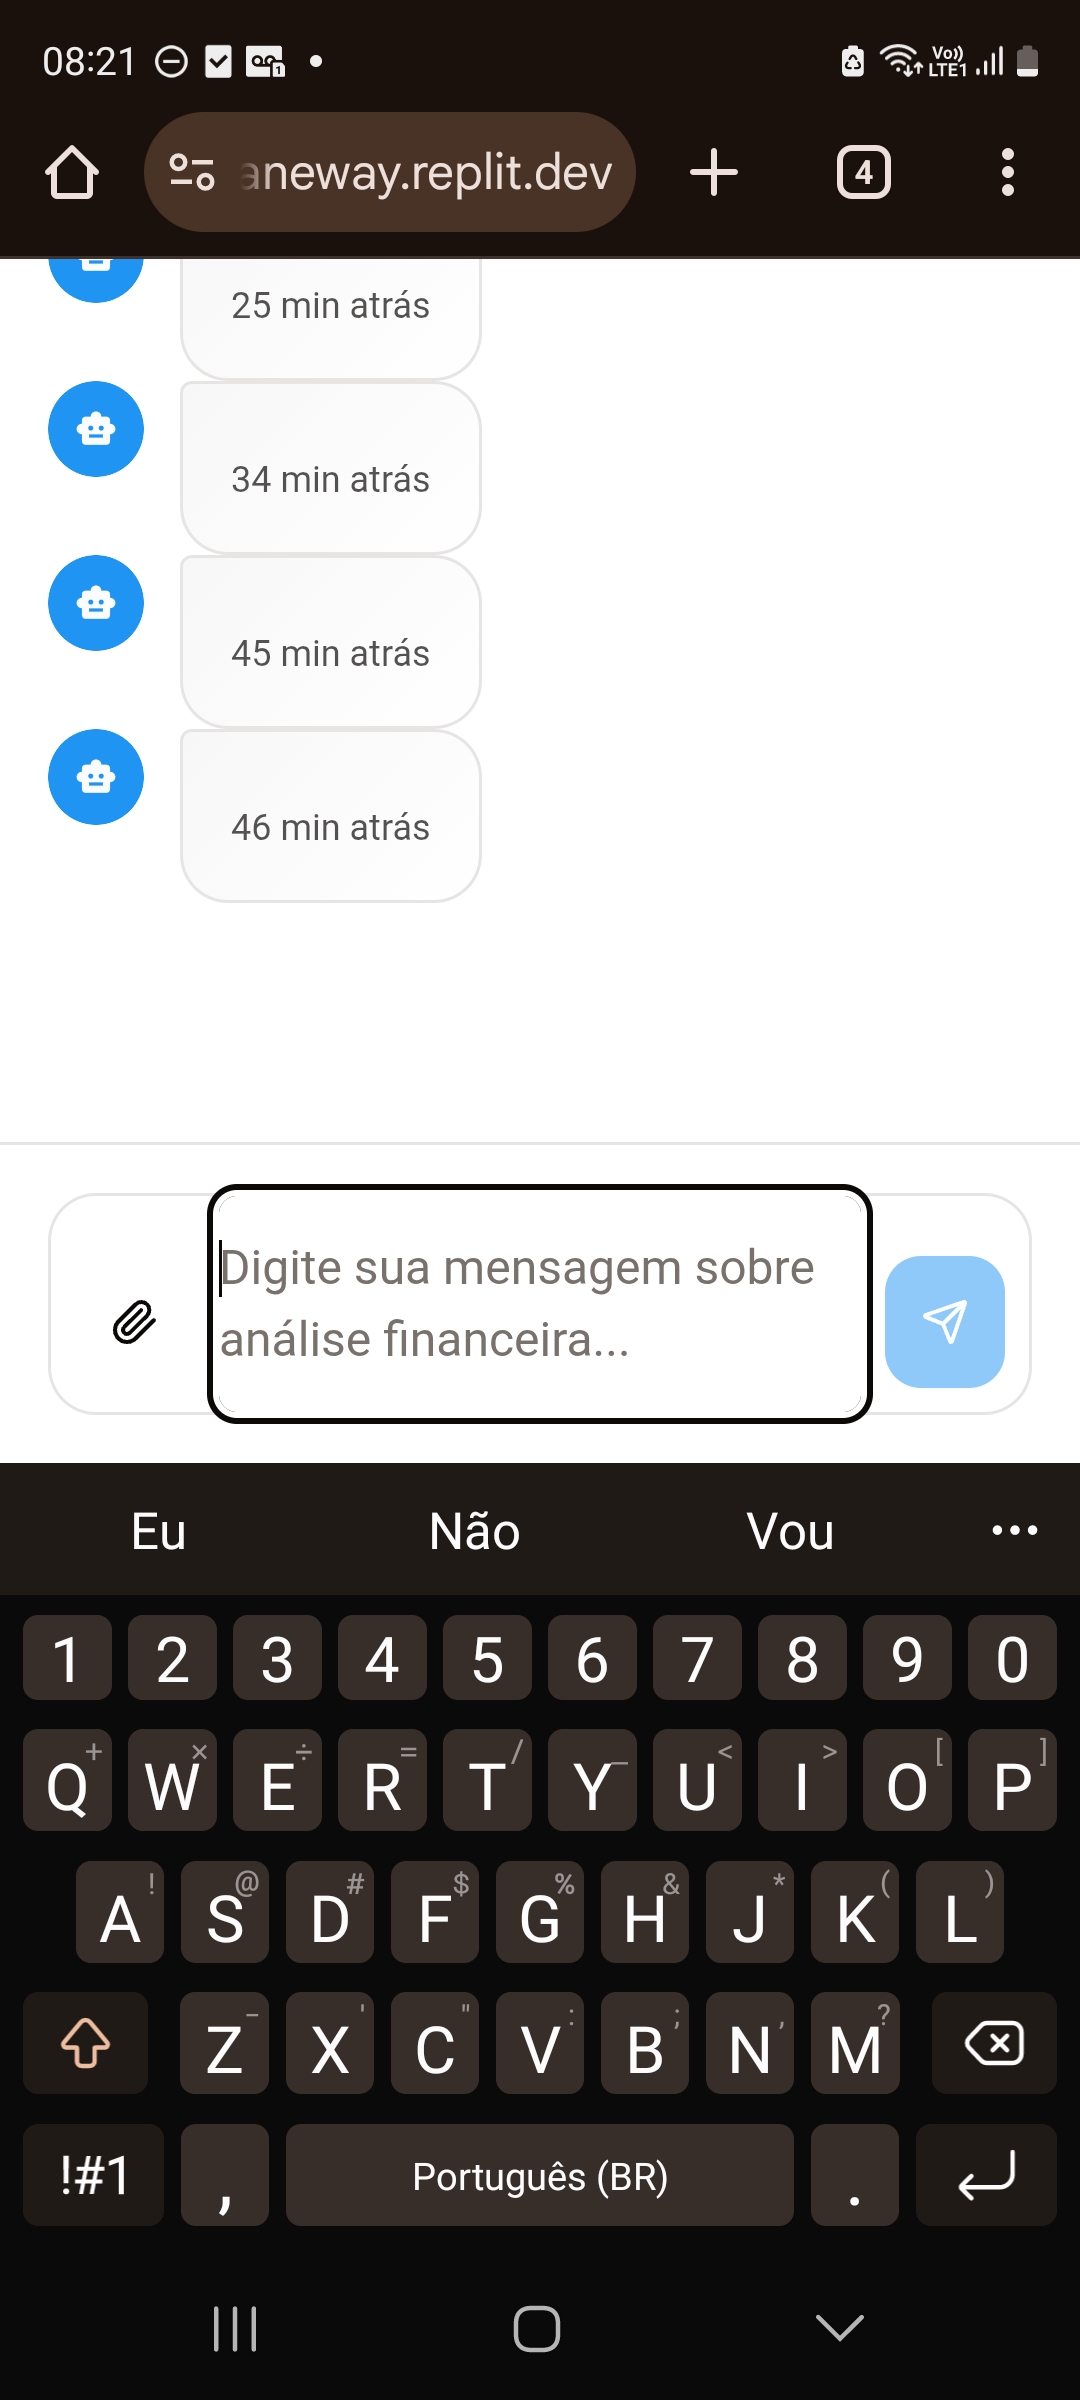 08:21
1
Vo))
LTE1
aneway.replit.dev
4
25 min atrás
34 min atrás
45 min atrás
46 min atrás
Digite sua mensagem sobre
análise financeira...
Eu
Não
Vou
•••
1 2 3 4 5 6 7 8 9 0
+ × ÷ = / _ < > [ ]
Q W E R T Y U I O P
! @ # $ % & * ( )
A S D F G H J K L
- ' " : ; , ?
Z X C V B N M
!#1 , Português (BR) .